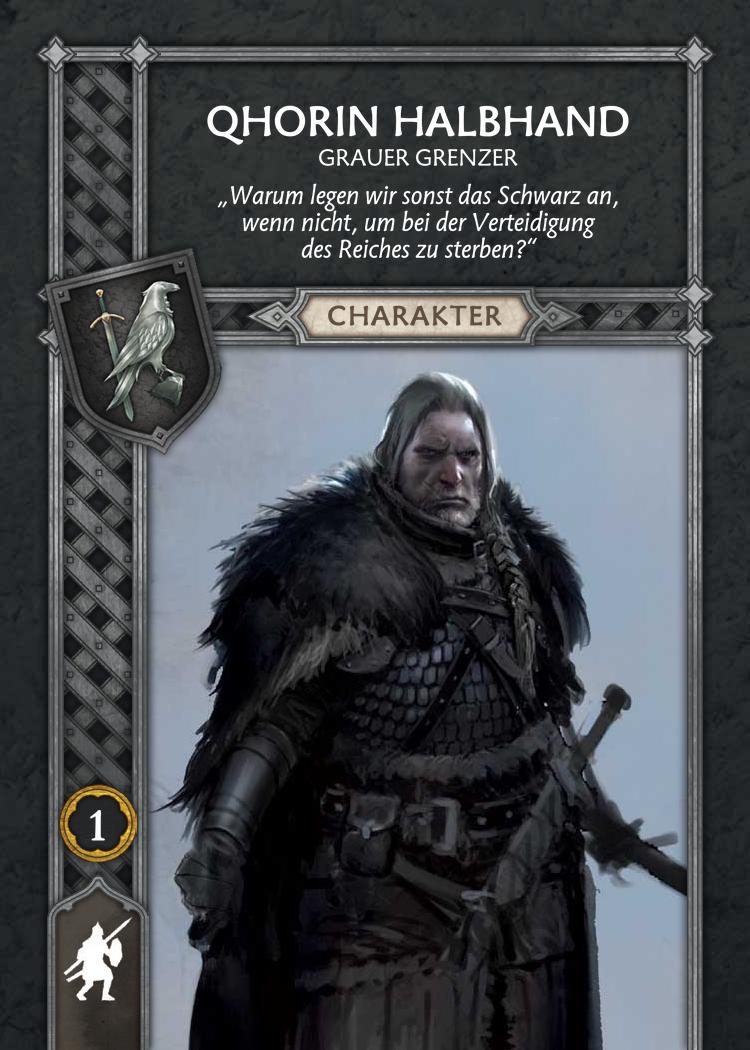 QHORIN HALBHAND
GRAUER GRENZER
„Warum legen wir sonst das Schwarz an,
wenn nicht, um bei der Verteidigung
des Reiches zu sterben?“
CHARAKTER
1